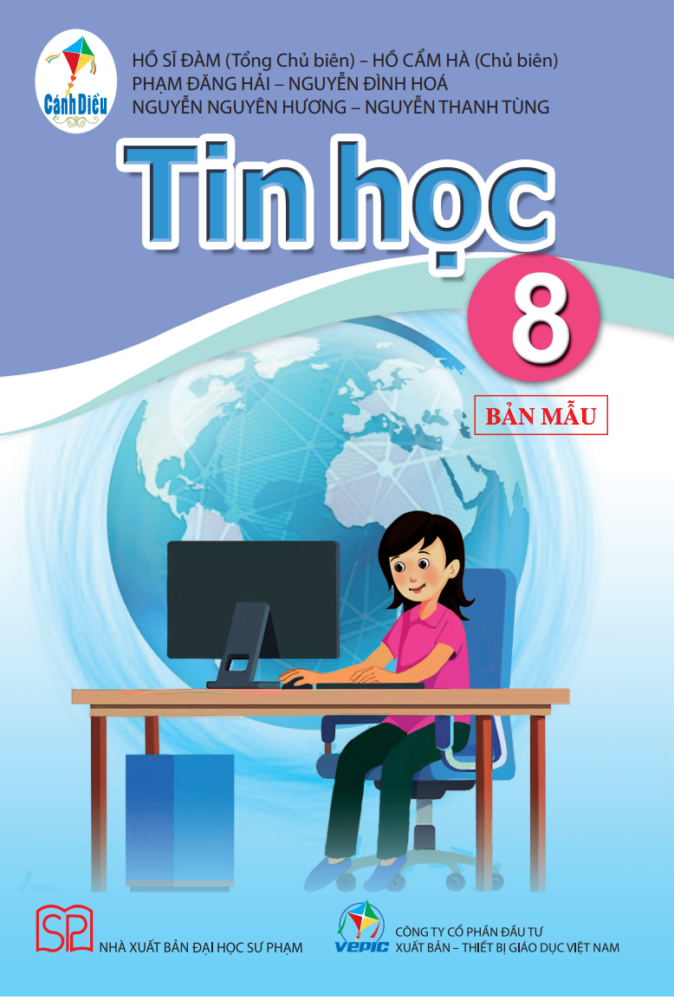 Cánh Diều
HỒ SĨ ĐÀM (Tổng Chủ biên) – HỒ CẨM HÀ (Chủ biên)
PHẠM ĐĂNG HẢI – NGUYỄN ĐÌNH HOÁ
NGUYỄN NGUYÊN HƯƠNG – NGUYỄN THANH TÙNG
Tin học
8
BẢN MẪU
SP
NHÀ XUẤT BẢN ĐẠI HỌC SƯ PHẠM
VEPIC
CÔNG TY CỔ PHẦN ĐẦU TƯ
XUẤT BẢN – THIẾT BỊ GIÁO DỤC VIỆT NAM